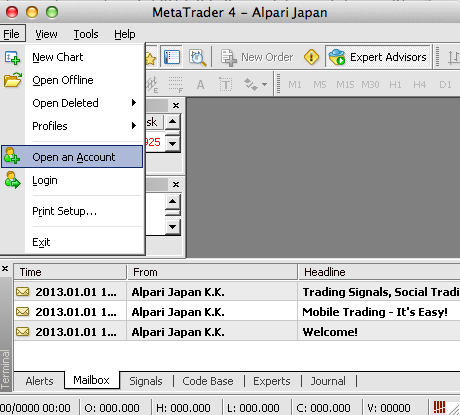 MetaTrader 4 - Alpari Japan
File View Tools Help
New Order Expert Advisors
A T M1 M5 M15 M30 H1 H4 D1
New Chart
Open Offline
Open Deleted
Profiles
Open an Account
Login
Print Setup...
Exit
sk
925
Time From Headline
2013.01.01 1... Alpari Japan K.K. Trading Signals, Social Tradi
2013.01.01 1... Alpari Japan K.K. Mobile Trading - It's Easy!
2013.01.01 1... Alpari Japan K.K. Welcome!
Terminal
Alerts Mailbox Signals Code Base Experts Journal
00/0000 00:00 O: 000.000 H: 000.000 L: 000.000 C: 000.000 V: 00000